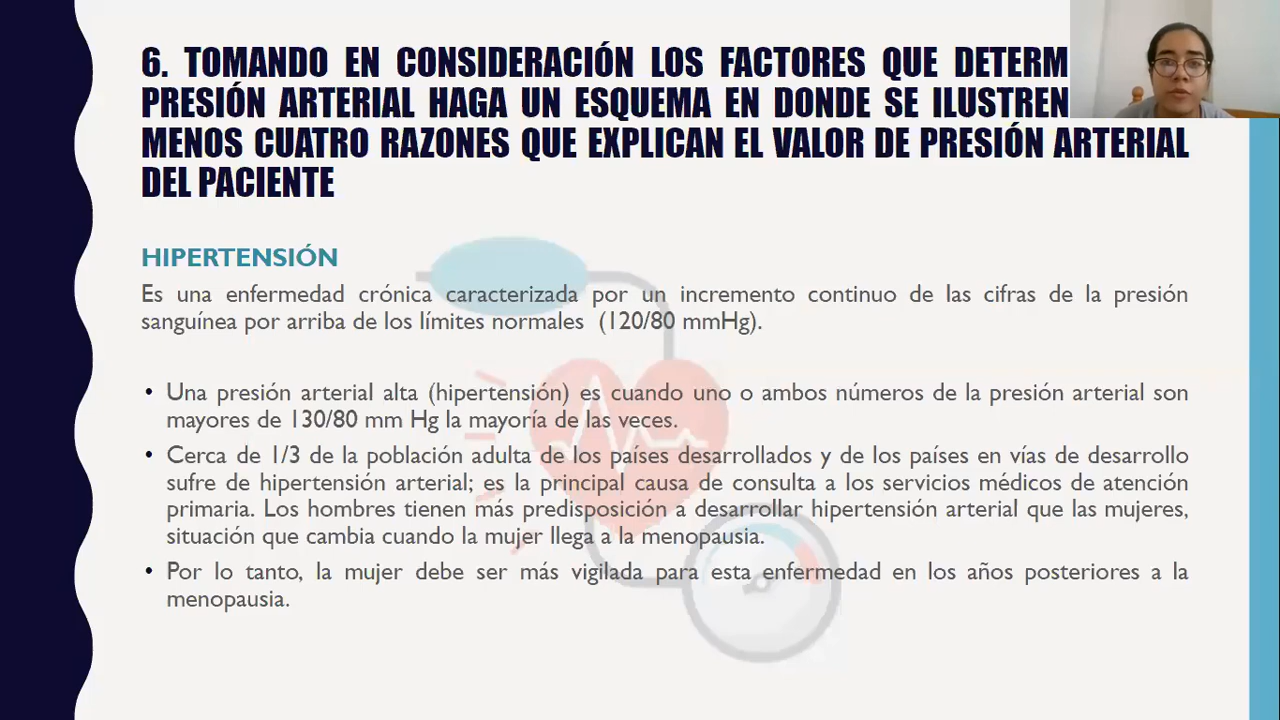 6. TOMANDO EN CONSIDERACIÓN LOS FACTORES QUE
PRESIÓN ARTERIAL HAGA UN ESQUEMA EN DONDE SE ILUSTREN
MENOS CUATRO RAZONES QUE EXPLICAN EL VALOR DE PRESIÓN ARTERIAL
DEL PACIENTE
HIPERTENSIÓN
Es una enfermedad crónica caracterizada por un incremento continuo de las cifras de la presión
sanguínea por arriba de los límites normales (120/80 mmHg).
• Una presión arterial alta (hipertensión) es cuando uno o ambos números de la presión arterial son
mayores de 130/80 mm Hg la mayoría de las veces.
• Cerca de 1/3 de la población adulta de los países desarrollados y de los países en vías de desarrollo
sufre de hipertensión arterial; es la principal causa de consulta a los servicios médicos de atención
primaria. Los hombres tienen más predisposición a desarrollar hipertensión arterial que las mujeres,
situación que cambia cuando la mujer llega a la menopausia.
• Por lo tanto, la mujer debe ser más vigilada para esta enfermedad en los años posteriores a la
menopausia.